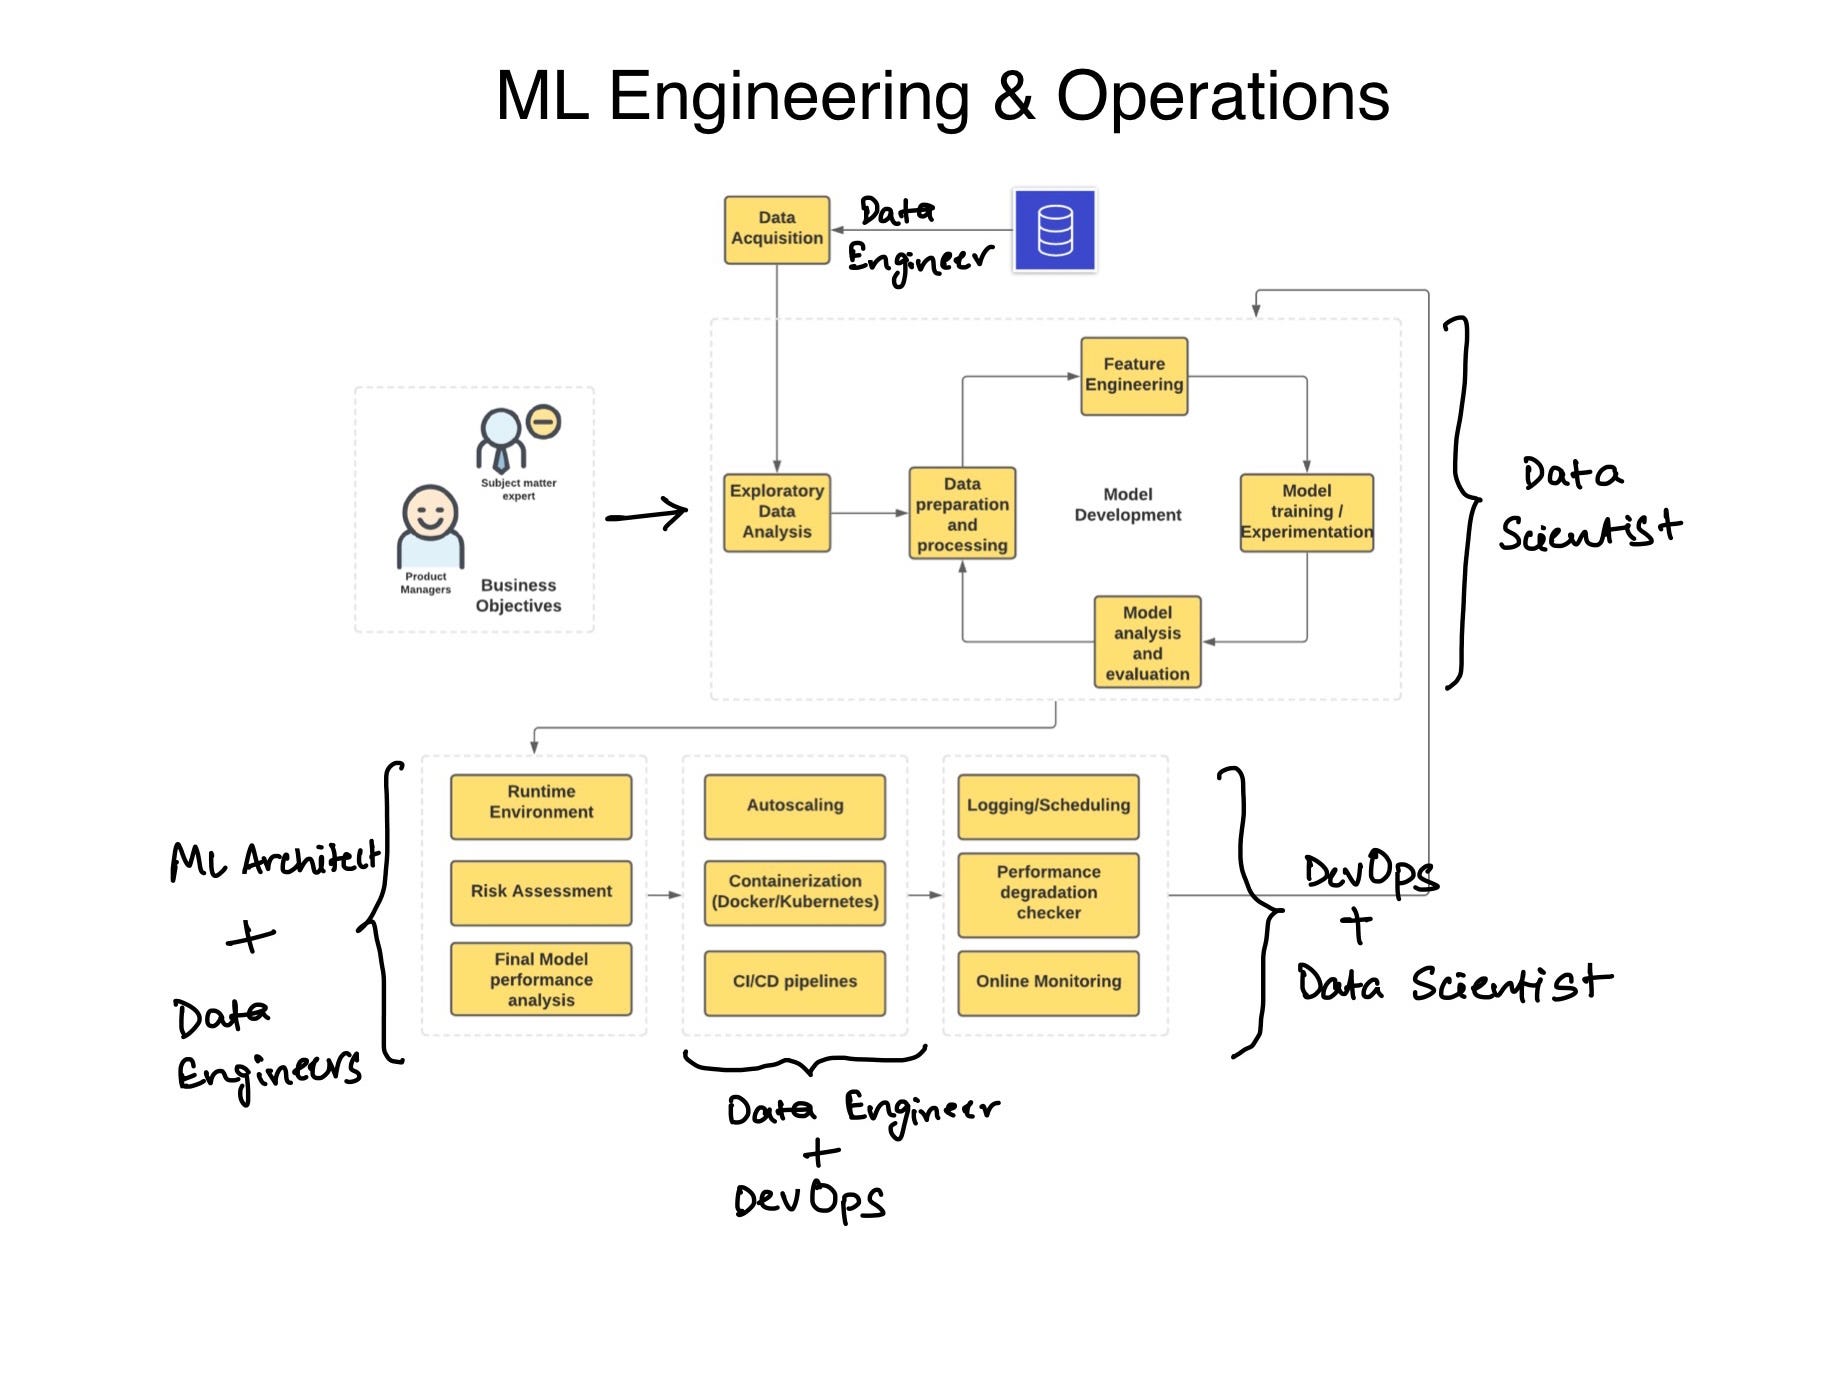 ML Engineering & Operations
Data
Acquisition
Data
Engineer
Feature
Engineering
Subject matter
expert
Product
Managers
Business
Objectives
Exploratory
Data
Analysis
Data
preparation
and
processing
Model
Development
Model
training /
Experimentation
Model
analysis
and
evaluation
Data
Scientist
Runtime
Environment
Risk Assessment
Final Model
performance
analysis
Autoscaling
Containerization
(Docker/Kubernetes)
CI/CD pipelines
Logging/Scheduling
Performance
degradation
checker
Online Monitoring
ML Architect
+
Data
Engineers
Data Engineer
+
DevOps
DevOps
+
Data Scientist